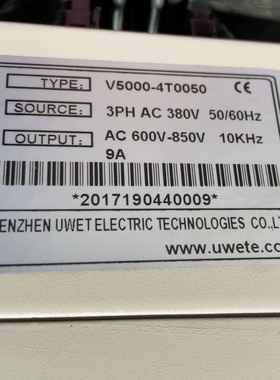 TYPE: V5000-4T0050 CE
SOURCE: 3PH AC 380V 50/60Hz
OUTPUT: AC 600V-850V 10KHz
9A
*2017190440009*
ENZHEN UWET ELECTRIC TECHNOLOGIES CO.,L
www.uwete.co